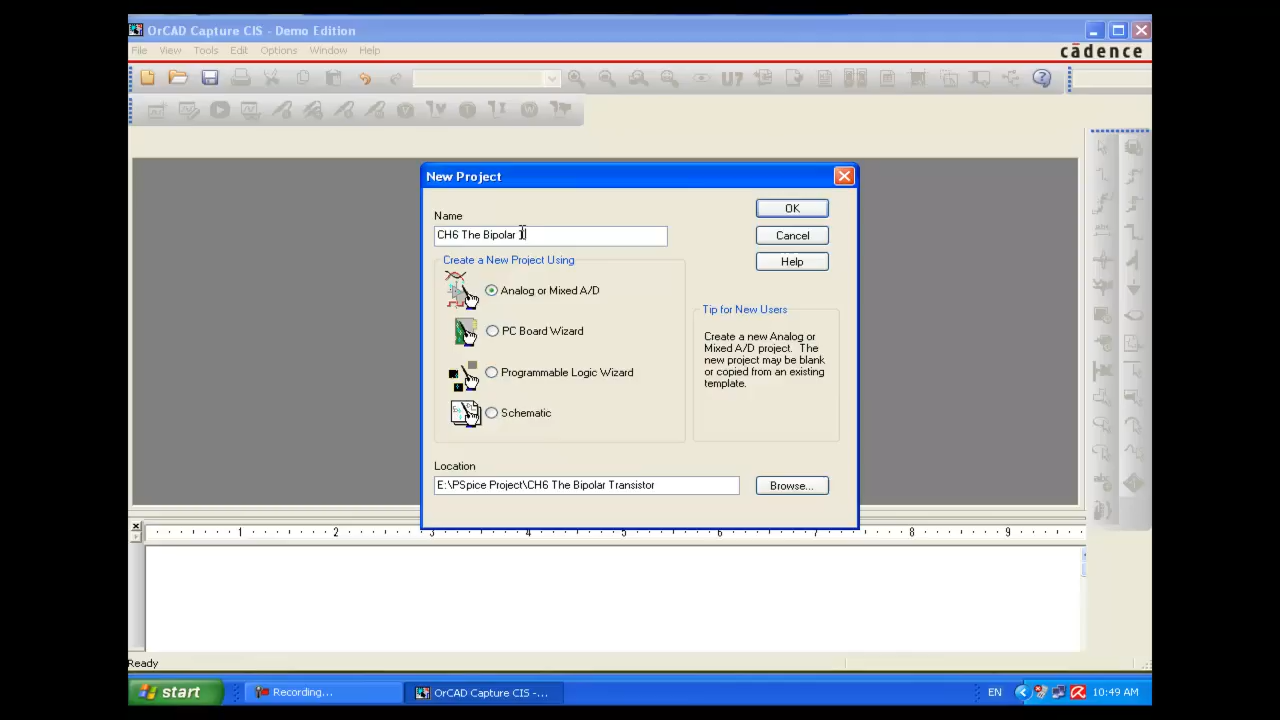 OrCAD Capture CIS - Demo Edition
File View Tools Edit Options Window Help
cādence
U?
New Project
Name
OK
CH6 The Bipolar
Cancel
Create a New Project Using
Help
Analog or Mixed A/D
Tip for New Users
PC Board Wizard
Create a new Analog or
Mixed A/D project. The
new project may be blank
or copied from an existing
template.
Programmable Logic Wizard
Schematic
Location
E:\PSpice Project\CH6 The Bipolar Transistor
Browse...
1 2 3 4 5 6 7 8 9
Ready
start
Recording...
OrCAD Capture CIS -...
EN
10:49 AM